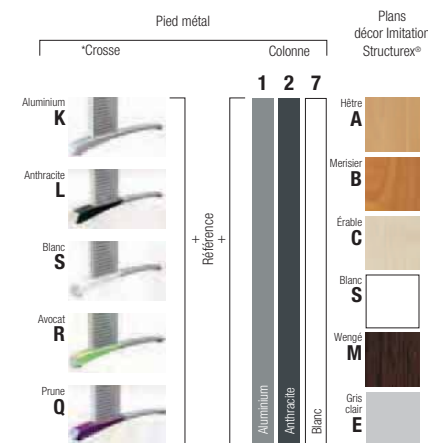 Pied métal
Plans
décor Imitation
Structurex®
*Crosse
Colonne
1 2 7
Aluminium
K
Anthracite
L
Blanc
S
Avocat
R
Prune
Q
+
Référence
+
Aluminium
Anthracite
Blanc
Hêtre
A
Merisier
B
Érable
C
Blanc
S
Wengé
M
Gris
clair
E